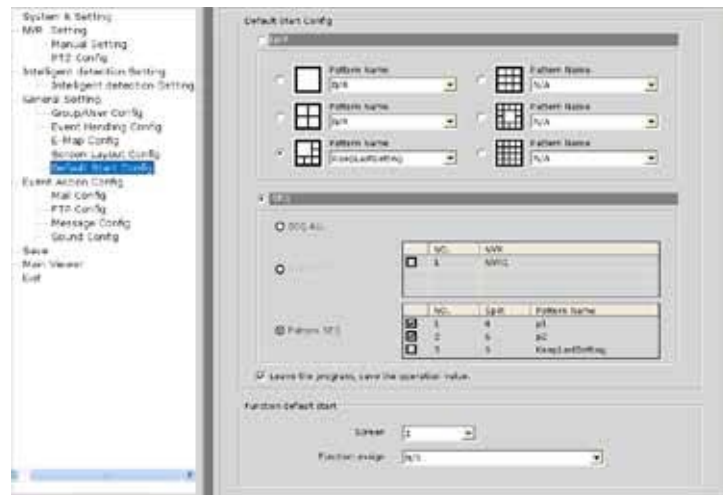 System & Setting
NVR Setting
Manual Setting
PTZ Config
Intelligent detection Setting
Intelligent detection Setting
General Setting
Group/User Config
Event Handling Config
E-Map Config
Screen Layout Config
Default Start Config
Event Action Config
Mail Config
FTP Config
Message Config
Sound Config
Save
Main Viewer
Exit
Default Start Config
Pattern Name
N/A
Pattern Name
N/A
Pattern Name
N/A
Pattern Name
N/A
Pattern Name
KeepLastSetting
Pattern Name
N/A
SEQ
SEQ ALL
NO. NVR
1 NVR1
Pattern SEQ
NO. Split Pattern Name
1 4 p1
2 6 p2
3 KeepLastSetting
Leave the program, save the operation value.
Function default start
Screen 1
Function assign N/A